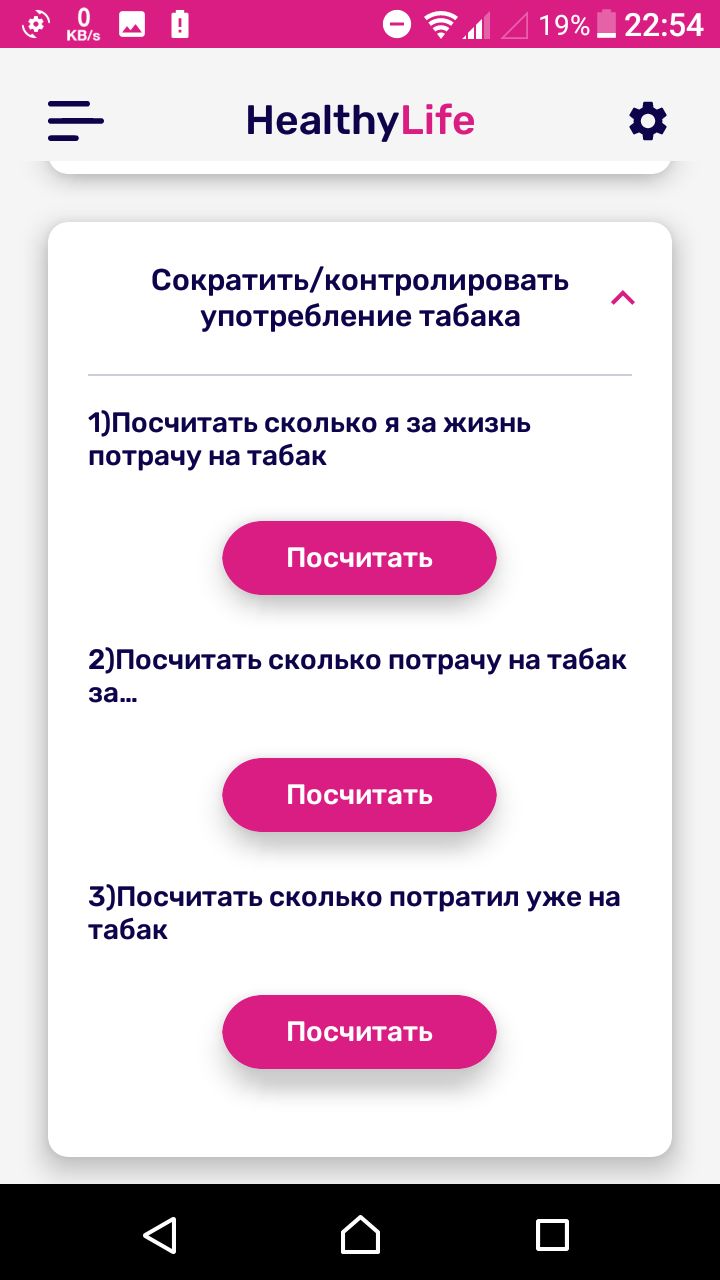 0
KB/s
19%
22:54
HealthyLife
Сократить/контролировать
употребление табака
1)Посчитать сколько я за жизнь
потрачу на табак
Посчитать
2)Посчитать сколько потрачу на табак
за...
Посчитать
3)Посчитать сколько потратил уже на
табак
Посчитать